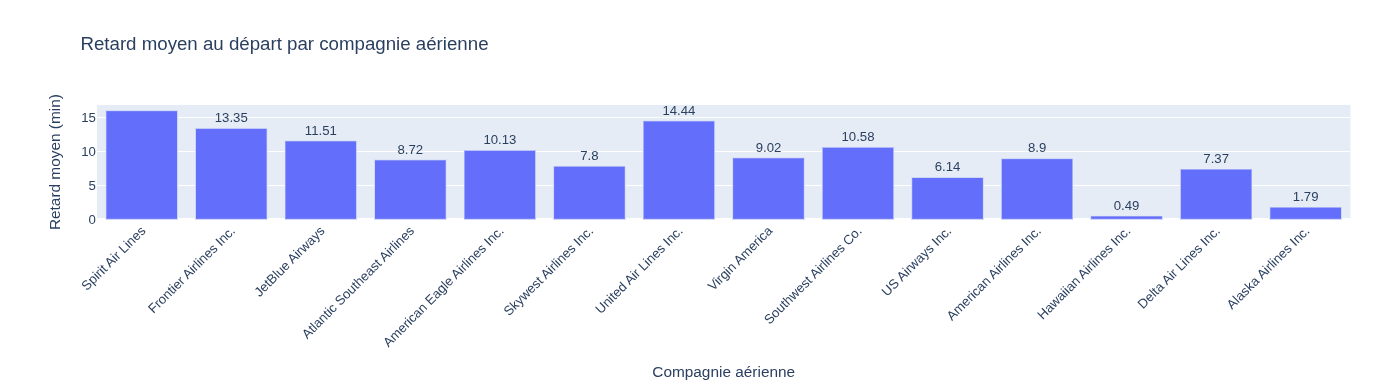 Retard moyen au départ par compagnie aérienne
Retard moyen (min)
15
10
5
0
13.35
11.51
8.72
10.13
7.8
14.44
9.02
10.58
6.14
8.9
0.49
7.37
1.79
Spirit Air Lines
Frontier Airlines Inc.
JetBlue Airways
Atlantic Southeast Airlines
American Eagle Airlines Inc.
Skywest Airlines Inc.
United Air Lines Inc.
Virgin America
Southwest Airlines Co.
US Airways Inc.
American Airlines Inc.
Hawaiian Airlines Inc.
Delta Air Lines Inc.
Alaska Airlines Inc.
Compagnie aérienne